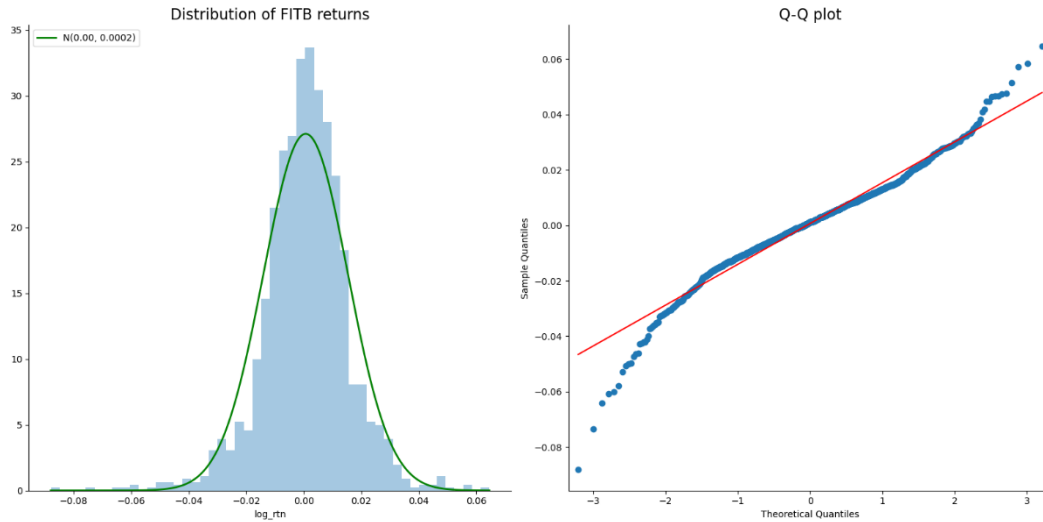 Distribution of FITB returns
N(0.00, 0.0002)
35
30
25
20
15
10
5
0
−0.08 −0.06 −0.04 −0.02 0.00 0.02 0.04 0.06
log_rtn
Q-Q plot
Sample Quantiles
0.06
0.04
0.02
0.00
−0.02
−0.04
−0.06
−0.08
−3 −2 −1 0 1 2 3
Theoretical Quantiles